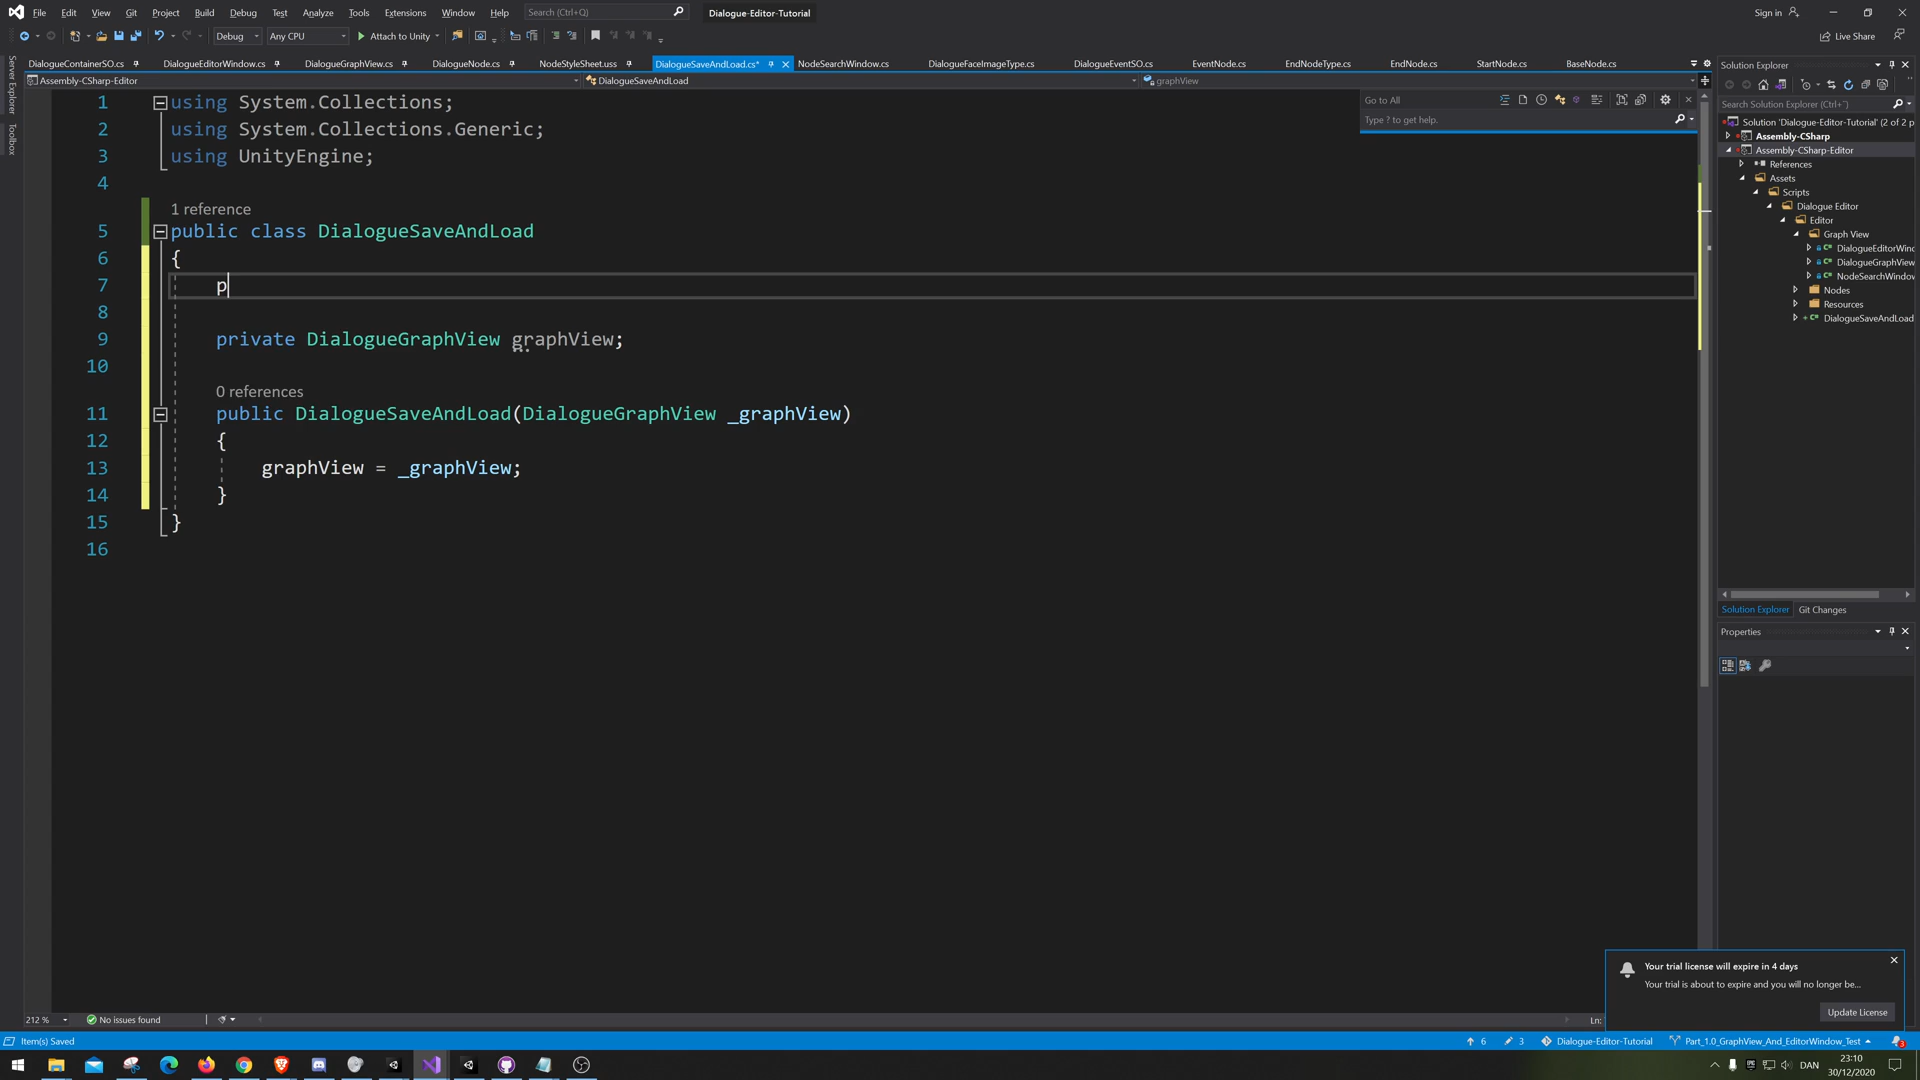 File Edit View Git Project Build Debug Test Analyze Tools Extensions Window Help Search (Ctrl+Q) Dialogue-Editor-Tutorial Sign in
Debug Any CPU Attach to Unity Live Share
DialogueContainerSO.cs DialogueEditorWindow.cs DialogueGraphView.cs DialogueNode.cs NodeStyleSheet.uss DialogueSaveAndLoad.cs* NodeSearchWindow.cs DialogueFaceImageType.cs DialogueEventSO.cs EventNode.cs EndNodeType.cs EndNode.cs StartNode.cs BaseNode.cs
Assembly-CSharp-Editor DialogueSaveAndLoad graphView
Server Explorer
Toolbox
1 using System.Collections;
2 using System.Collections.Generic;
3 using UnityEngine;
4
1 reference
5 public class DialogueSaveAndLoad
6 {
7 p
8
9 private DialogueGraphView graphView;
10
0 references
11 public DialogueSaveAndLoad(DialogueGraphView _graphView)
12 {
13 graphView = _graphView;
14 }
15 }
16
Go to All
Type ? to get help.
Solution Explorer
Search Solution Explorer (Ctrl+¨)
Solution 'Dialogue-Editor-Tutorial' (2 of 2 p
Assembly-CSharp
Assembly-CSharp-Editor
References
Assets
Scripts
Dialogue Editor
Editor
Graph View
DialogueEditorWind
DialogueGraphView
NodeSearchWindow
Nodes
Resources
DialogueSaveAndLoad
Solution Explorer Git Changes
Properties
Your trial license will expire in 4 days
Your trial is about to expire and you will no longer be...
Update License
212 % No issues found Ln:
Item(s) Saved 6 3 Dialogue-Editor-Tutorial Part_1.0_GraphView_And_EditorWindow_Test 3
DAN 23:10
30/12/2020